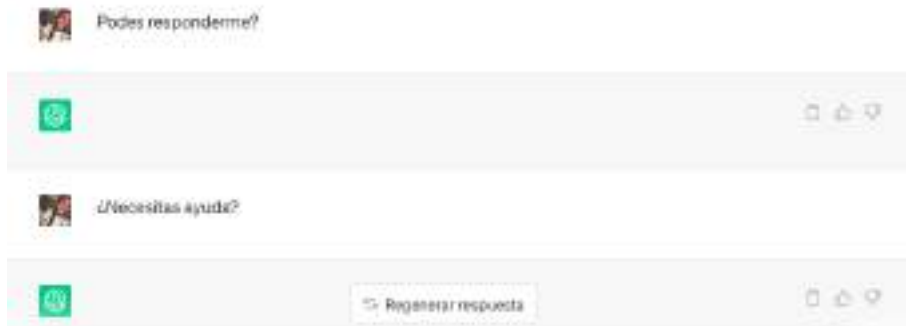 Podes responderme?
¿Necesitas ayuda?
Regenerar respuesta